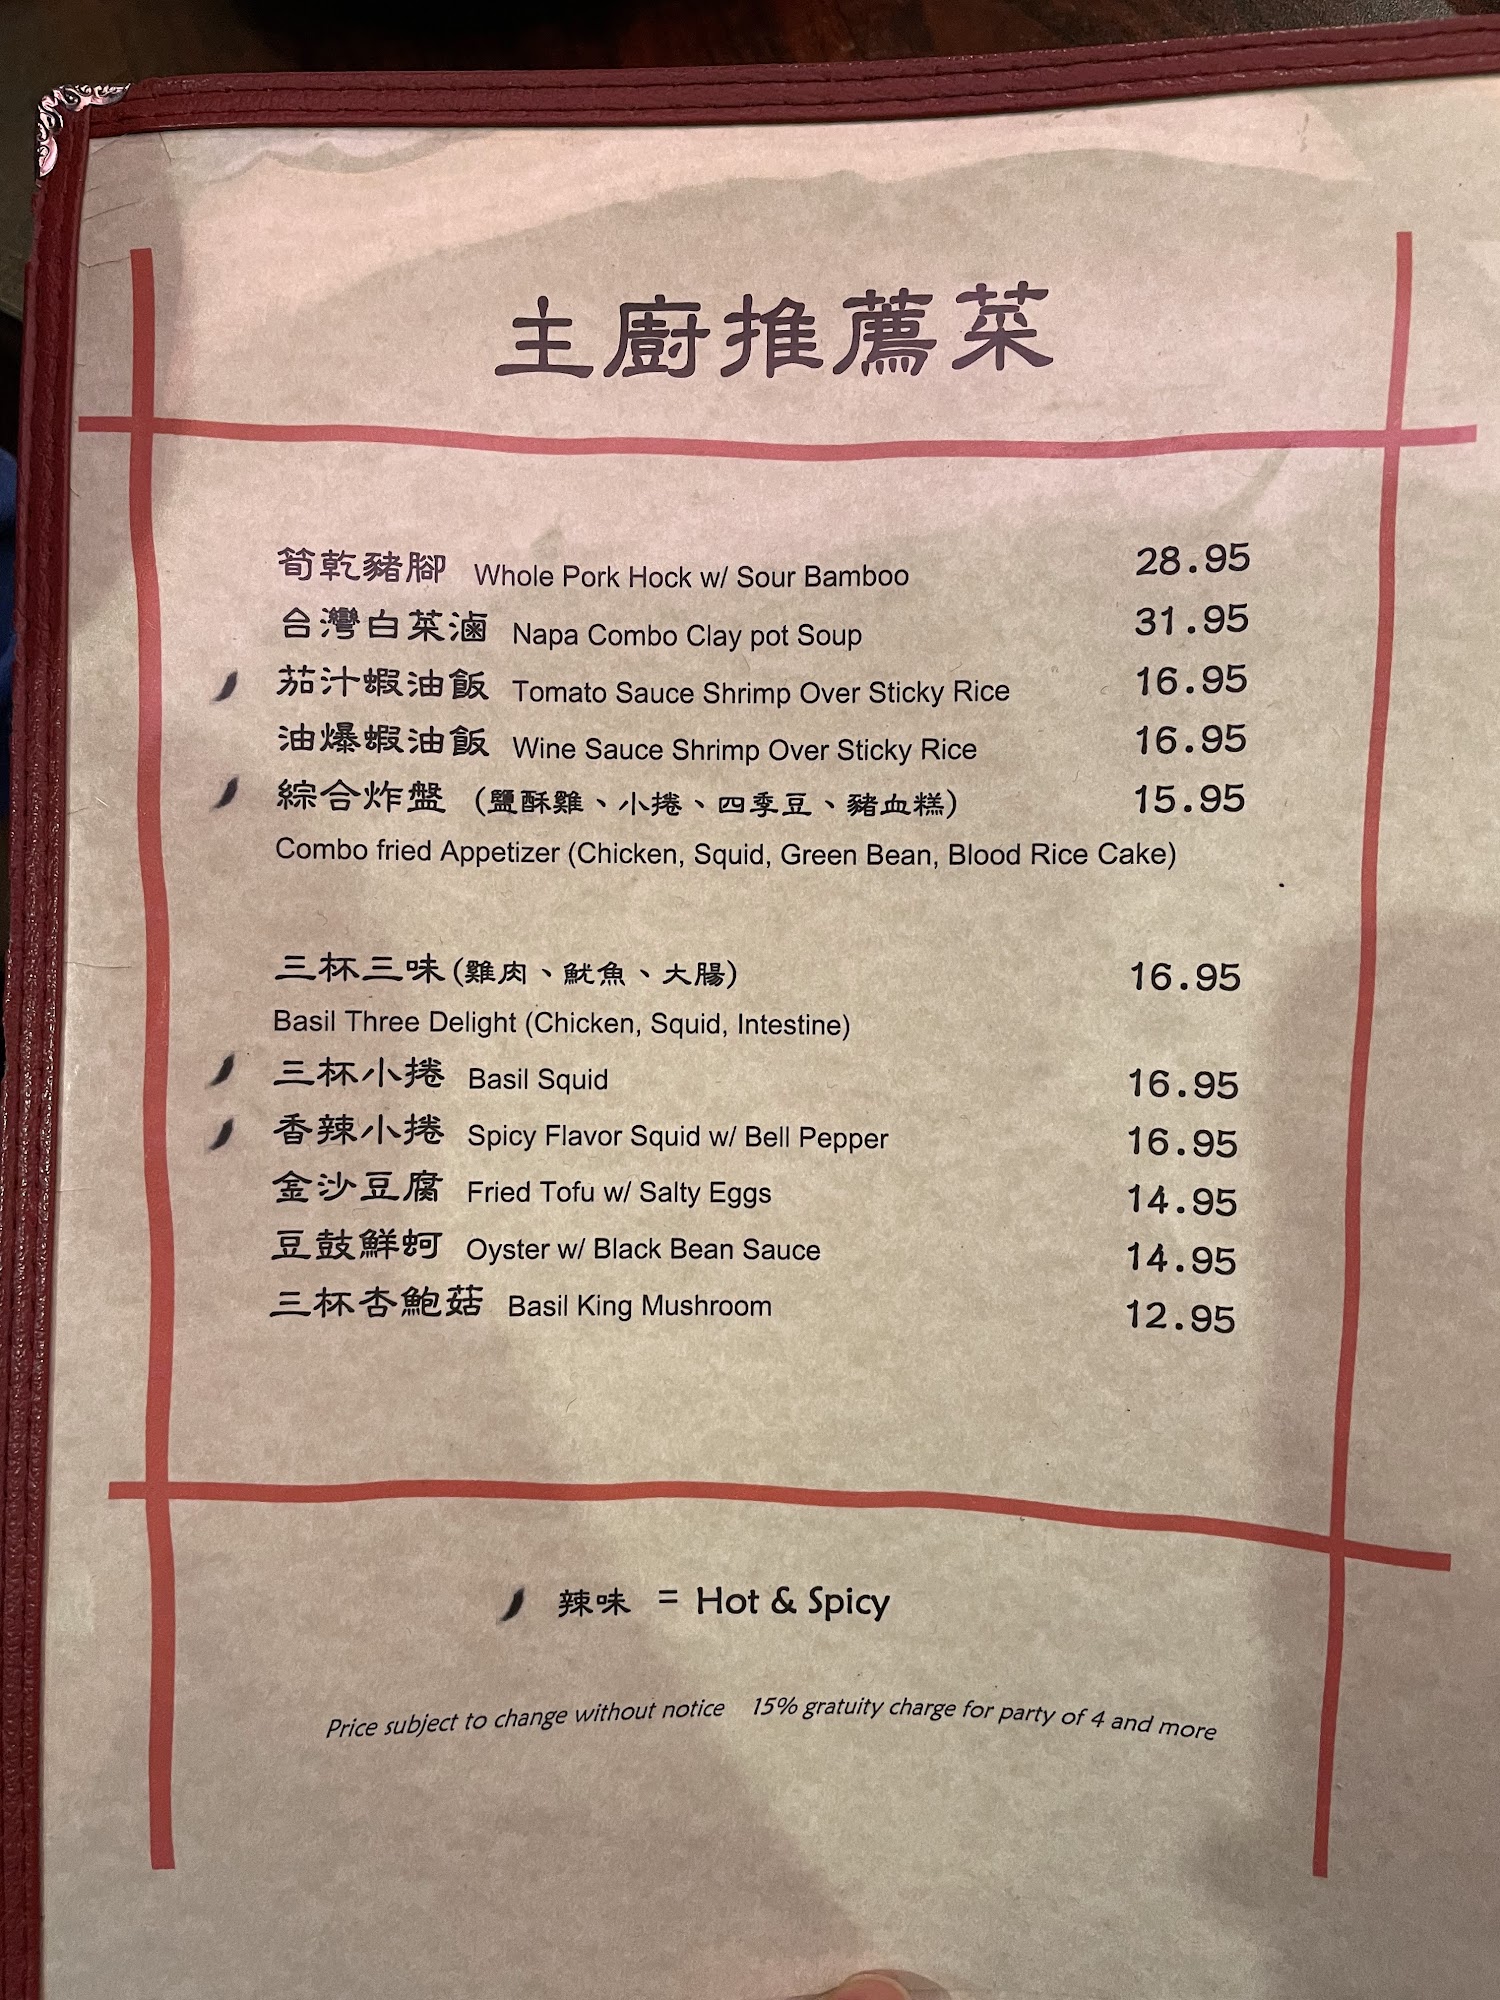 主廚推薦菜
筍乾豬腳 Whole Pork Hock w/ Sour Bamboo 28.95
台灣白菜滷 Napa Combo Clay pot Soup 31.95
茄汁蝦油飯 Tomato Sauce Shrimp Over Sticky Rice 16.95
油爆蝦油飯 Wine Sauce Shrimp Over Sticky Rice 16.95
綜合炸盤 (鹽酥雞、小捲、四季豆、豬血糕) 15.95
Combo fried Appetizer (Chicken, Squid, Green Bean, Blood Rice Cake)
三杯三味(雞肉、魷魚、大腸) 16.95
Basil Three Delight (Chicken, Squid, Intestine)
三杯小捲 Basil Squid 16.95
香辣小捲 Spicy Flavor Squid w/ Bell Pepper 16.95
金沙豆腐 Fried Tofu w/ Salty Eggs 14.95
豆鼓鮮蚵 Oyster w/ Black Bean Sauce 14.95
三杯杏鮑菇 Basil King Mushroom 12.95
辣味 = Hot & Spicy
Price subject to change without notice 15% gratuity charge for party of 4 and more